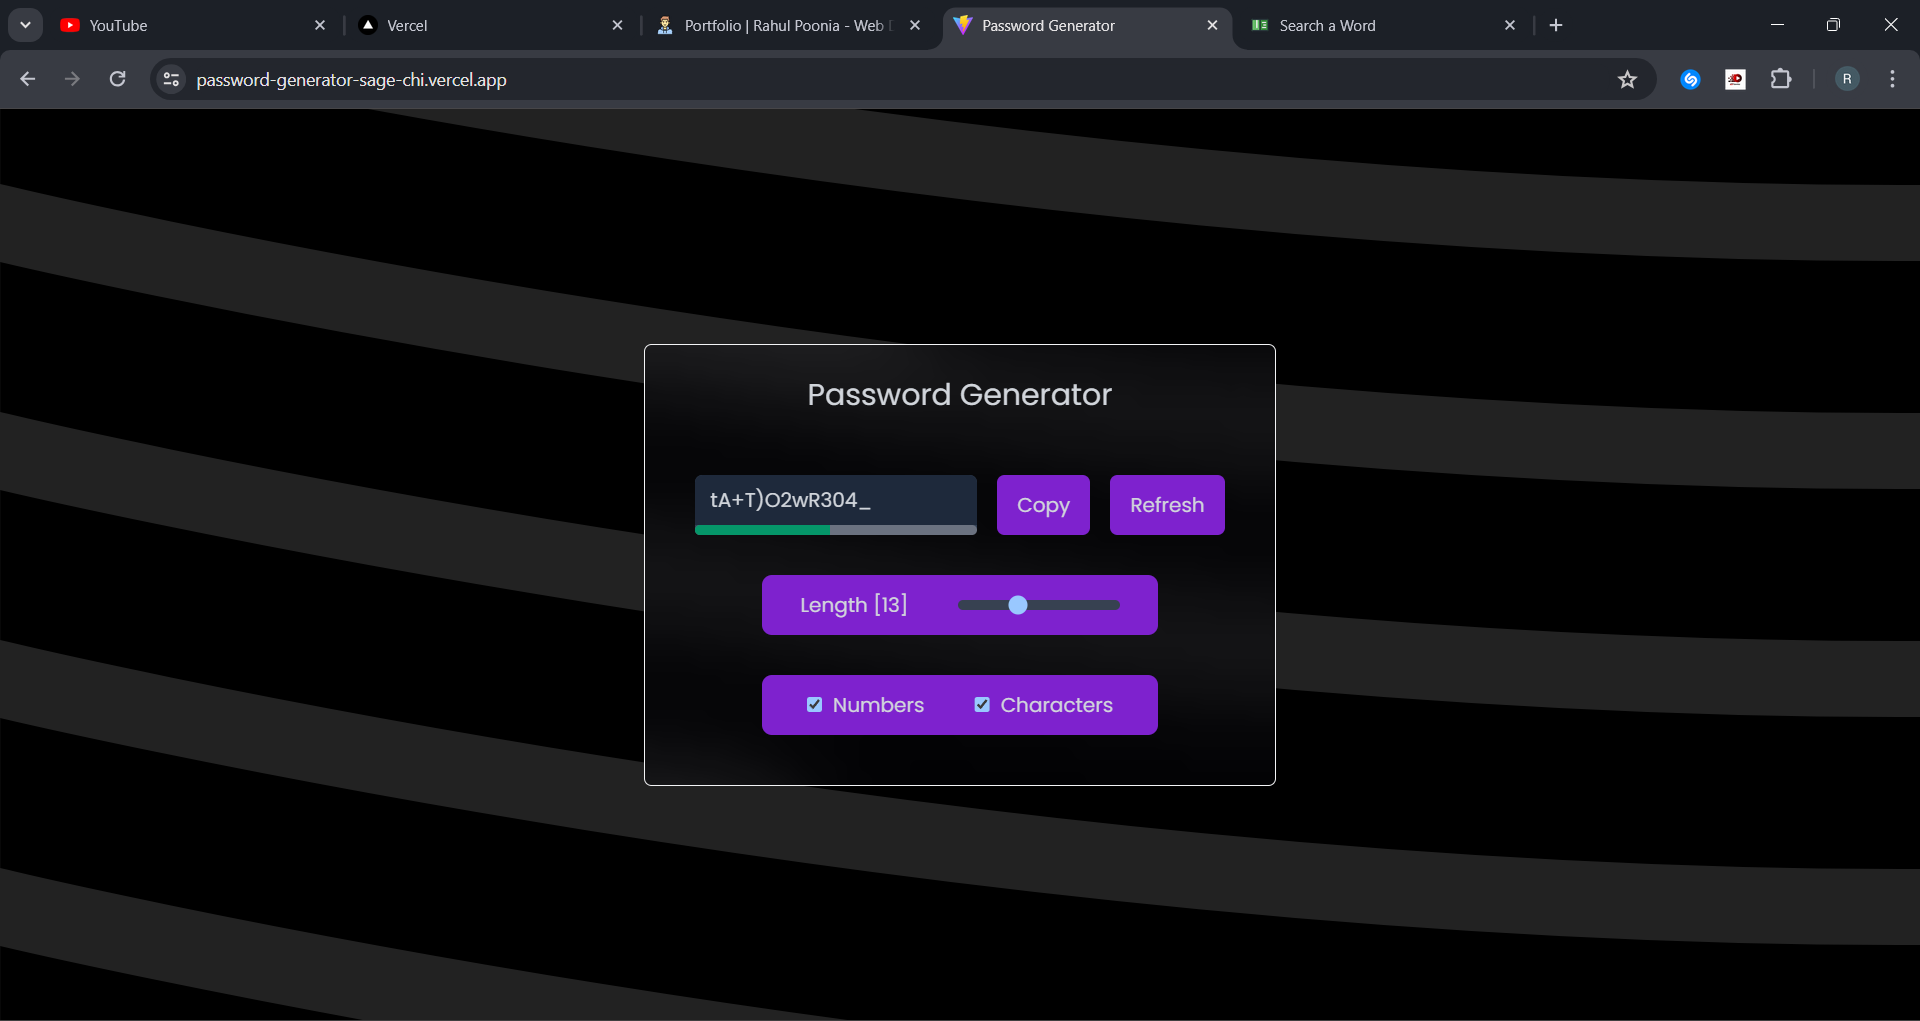 YouTube
Vercel
Portfolio | Rahul Poonia - Web
Password Generator
Search a Word
password-generator-sage-chi.vercel.app
R
Password Generator
tA+T)O2wR304_
Copy
Refresh
Length [13]
Numbers
Characters